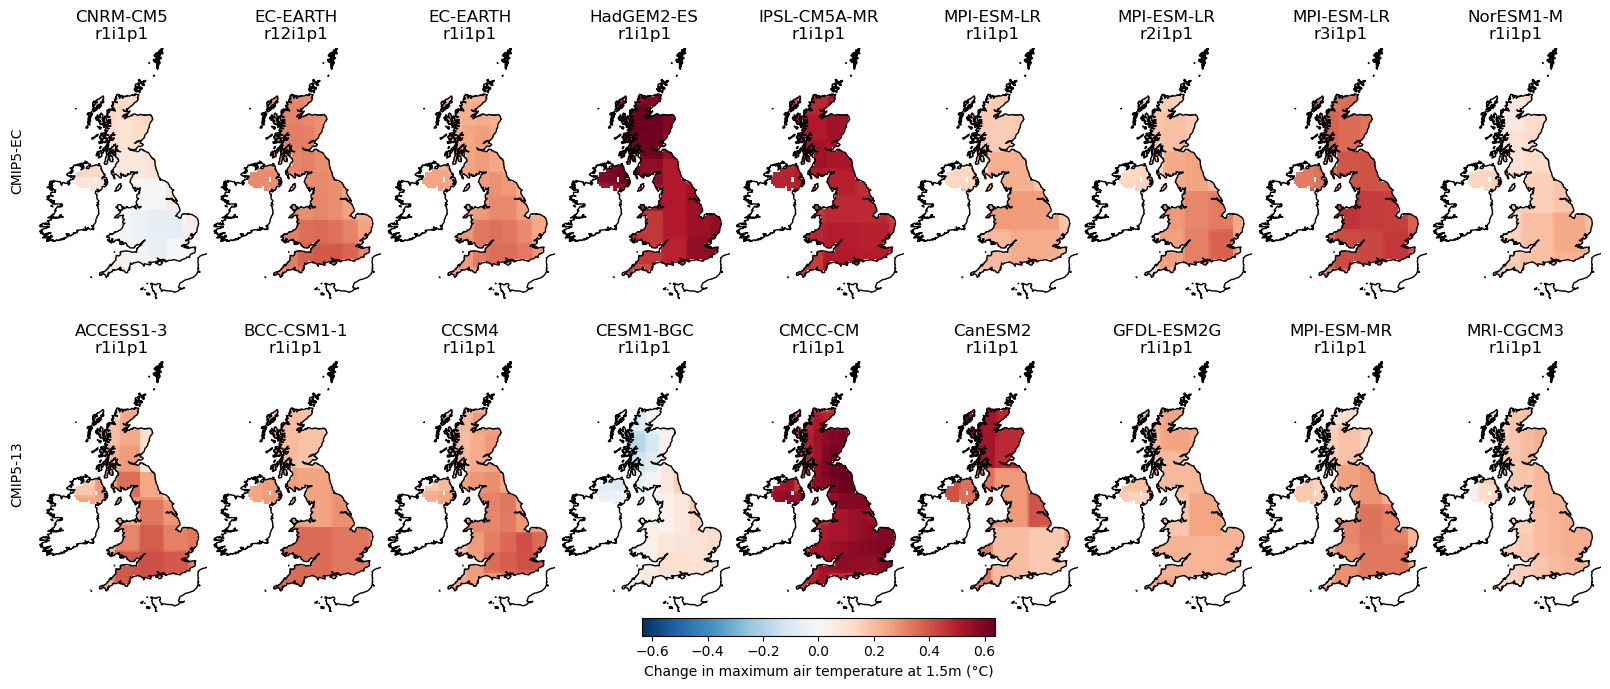 CNRM-CM5 EC-EARTH EC-EARTH HadGEM2-ES IPSL-CM5A-MR MPI-ESM-LR MPI-ESM-LR MPI-ESM-LR NorESM1-M
r1i1p1 r12i1p1 r1i1p1 r1i1p1 r1i1p1 r1i1p1 r2i1p1 r3i1p1 r1i1p1
CMIP5-EC
ACCESS1-3 BCC-CSM1-1 CCSM4 CESM1-BGC CMCC-CM CanESM2 GFDL-ESM2G MPI-ESM-MR MRI-CGCM3
r1i1p1 r1i1p1 r1i1p1 r1i1p1 r1i1p1 r1i1p1 r1i1p1 r1i1p1 r1i1p1
CMIP5-13
−0.6 −0.4 −0.2 0.0 0.2 0.4 0.6
Change in maximum air temperature at 1.5m (°C)